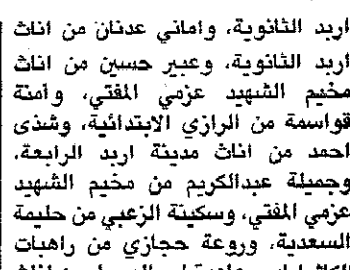 اربد الثانوية، واماني عدنان من اناث
اربد الثانوية، وعبير حسين من اناث
مخيم الشهيد عزمي المفتي، وامنة
قواسمة من الرازي الابتدائية، وشذى
احمد من اناث مدينة اربد الرابعة،
وجميلة عبدالكريم من مخيم الشهيد
عزمي المفتي، وسكينة الزعبي من حليمة
السعدية، وروعة حجازي من راهبات